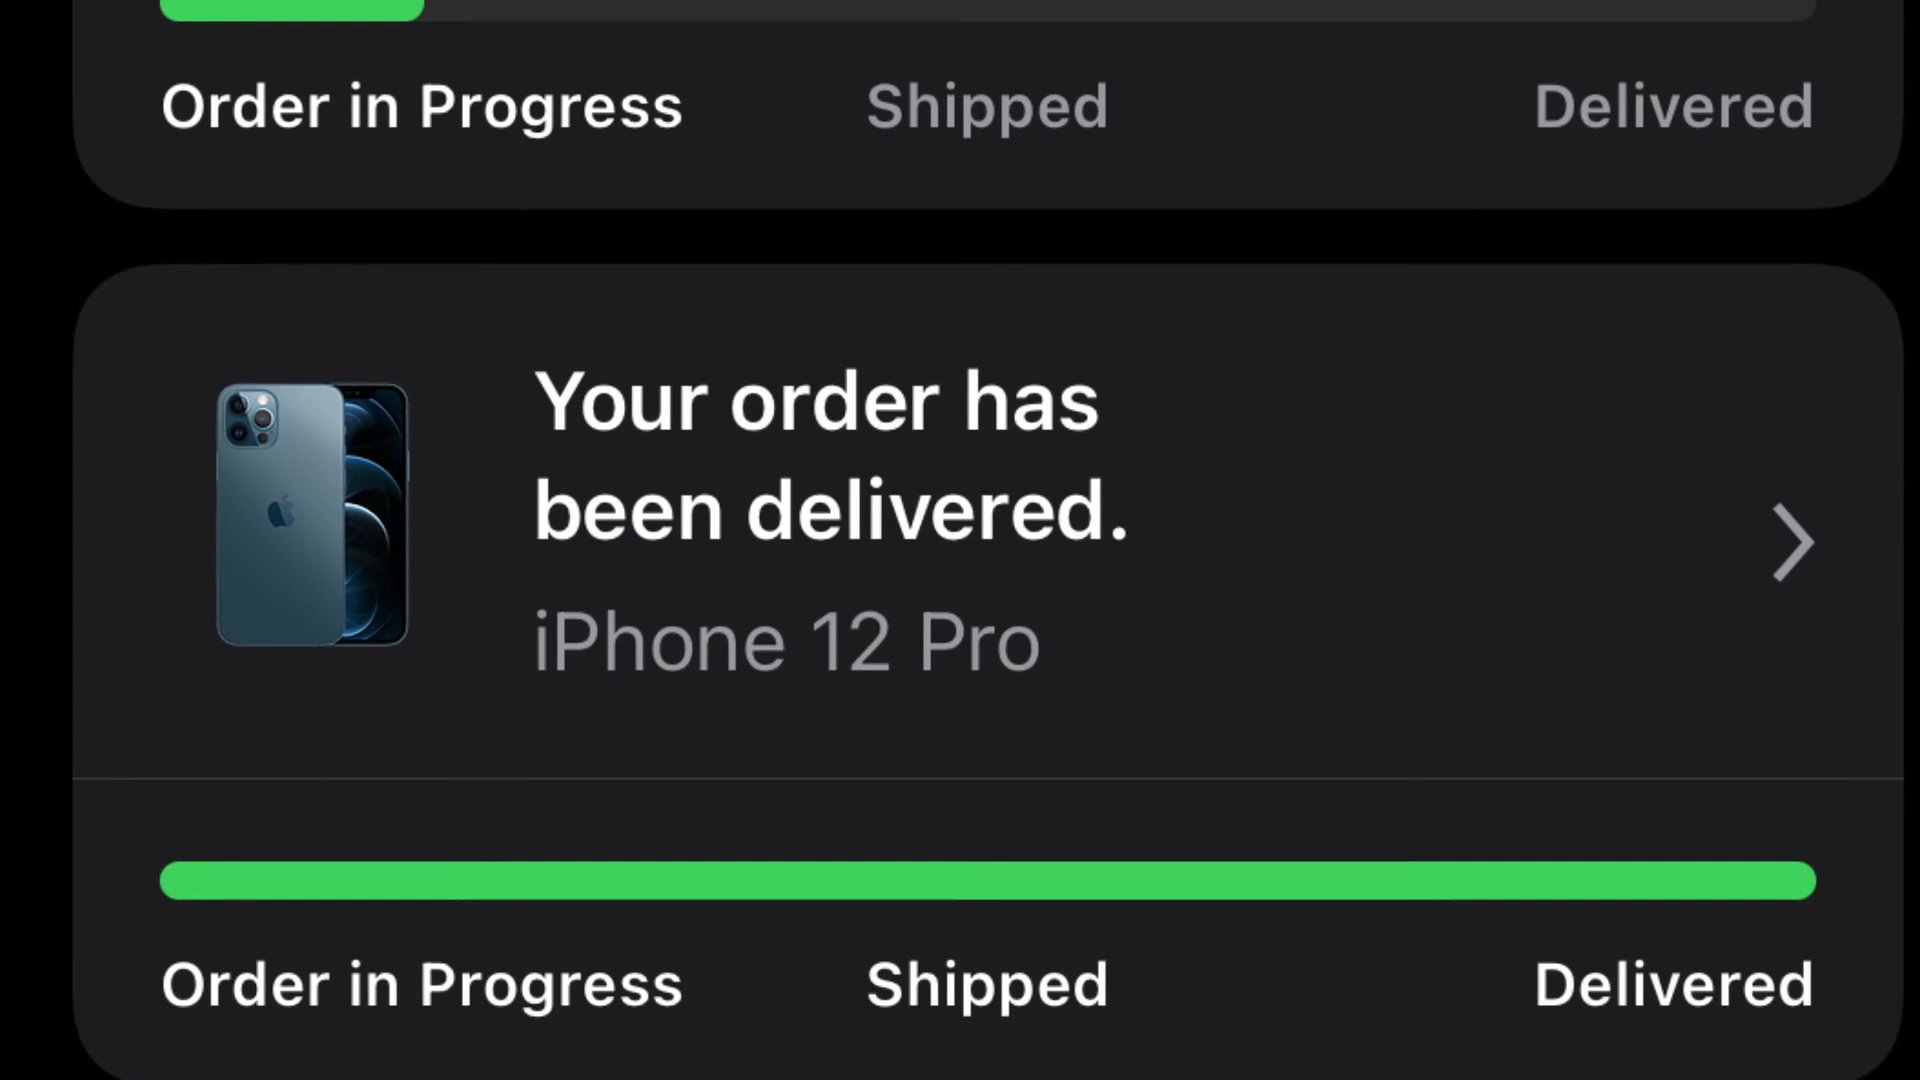 Order in Progress Shipped Delivered
Your order has
been delivered.
iPhone 12 Pro
Order in Progress Shipped Delivered